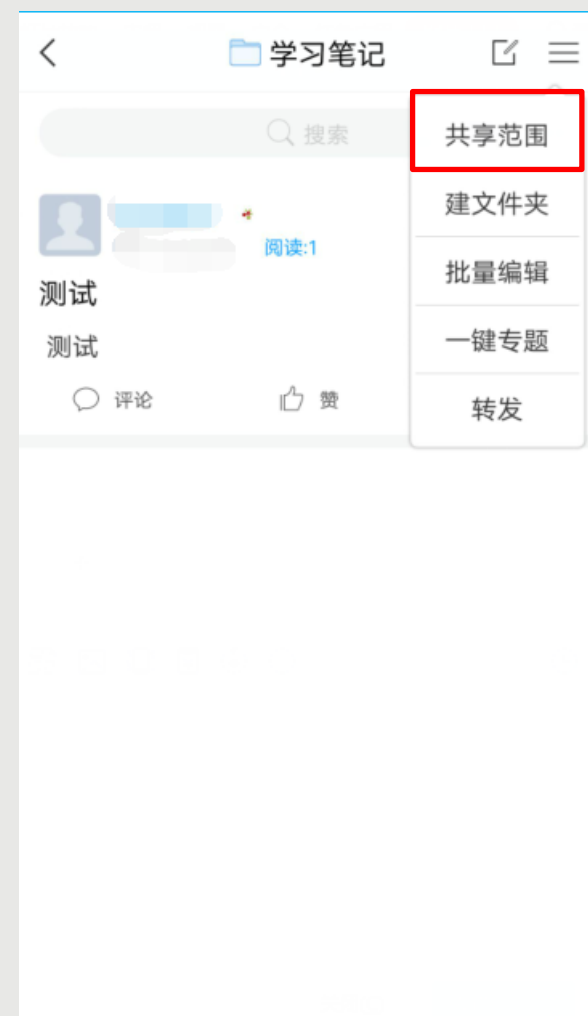 学习笔记
搜索
共享范围
建文件夹
批量编辑
一键专题
转发
阅读:1
测试
测试
评论 赞